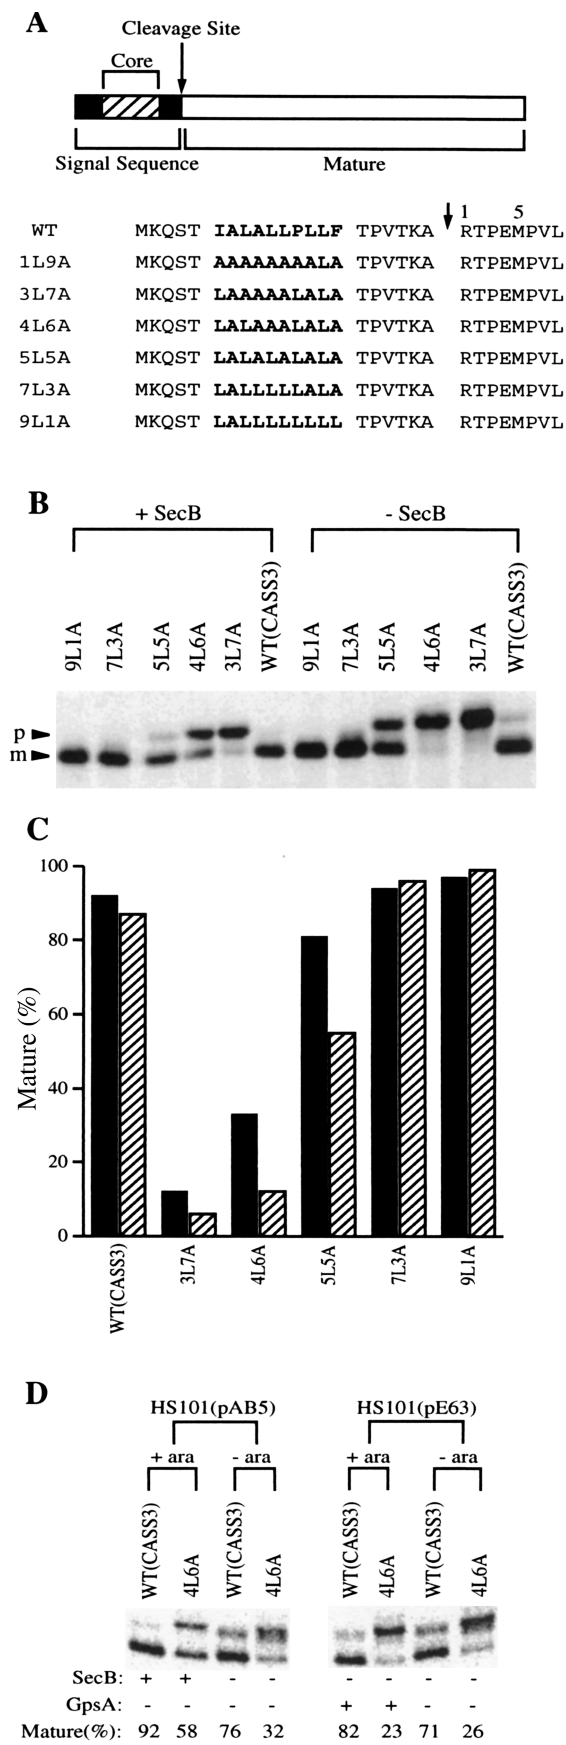 A
Cleavage Site
Core
Signal Sequence Mature
1 5
WT MKQST IALALLPLLF TPVTKA RTPEMPVL
1L9A MKQST AAAAAAAALA TPVTKA RTPEMPVL
3L7A MKQST LAAAAALALA TPVTKA RTPEMPVL
4L6A MKQST LALAAALALA TPVTKA RTPEMPVL
5L5A MKQST LALALALALA TPVTKA RTPEMPVL
7L3A MKQST LALLLLLALA TPVTKA RTPEMPVL
9L1A MKQST LALLLLLLLL TPVTKA RTPEMPVL
B
+ SecB - SecB
9L1A 7L3A 5L5A 4L6A 3L7A WT(CASS3) 9L1A 7L3A 5L5A 4L6A 3L7A WT(CASS3)
p
m
C
Mature (%)
100
80
60
40
20
0
WT(CASS3) 3L7A 4L6A 5L5A 7L3A 9L1A
D
HS101(pAB5) HS101(pE63)
+ ara - ara + ara - ara
WT(CASS3) 4L6A WT(CASS3) 4L6A WT(CASS3) 4L6A WT(CASS3) 4L6A
SecB: + + - - - - - -
GpsA: - - - - + + - -
Mature(%): 92 58 76 32 82 23 71 26